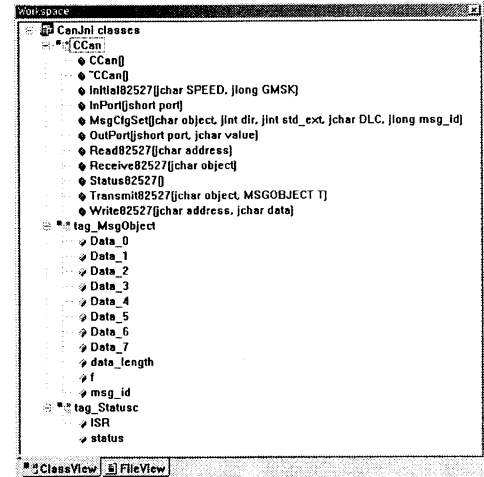 Workspace
CanJni classes
CCan
CCan()
~CCan()
Initial82527(jchar SPEED, jlong GMSK)
InPort(jshort port)
MsgCfgSet(jchar object, jint dir, jint std_ext, jchar DLC, jlong msg_id)
OutPort(jshort port, jchar value)
Read82527(jchar address)
Receive82527(jchar object)
Status82527()
Transmit82527(jchar object, MSGOBJECT T)
Write82527(jchar address, jchar data)
tag_MsgObject
Data_0
Data_1
Data_2
Data_3
Data_4
Data_5
Data_6
Data_7
data_length
f
msg_id
tag_Statusc
ISR
status
ClassView FileView